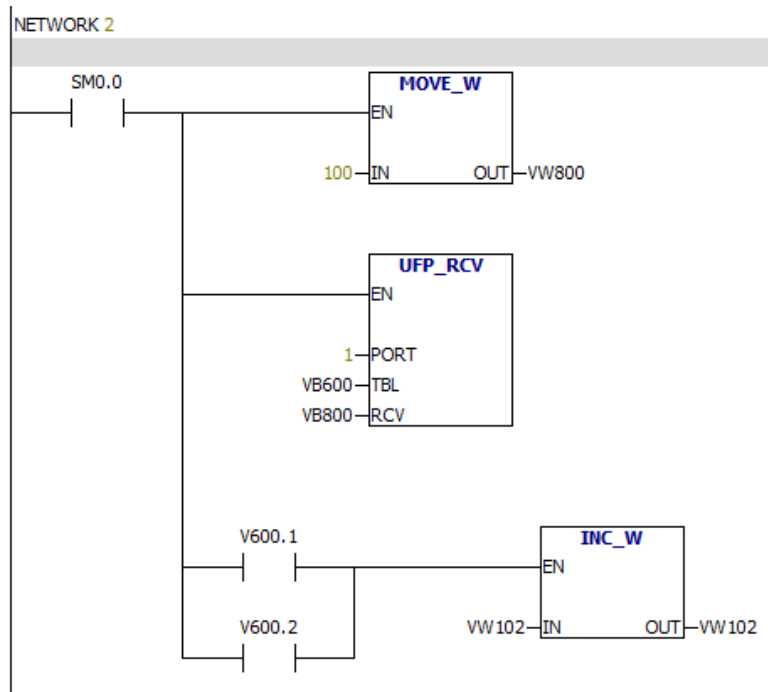 NETWORK 2
SM0.0
MOVE_W
EN
100 IN OUT VW800
UFP_RCV
EN
1 PORT
VB600 TBL
VB800 RCV
V600.1
INC_W
EN
V600.2
VW102 IN OUT VW102